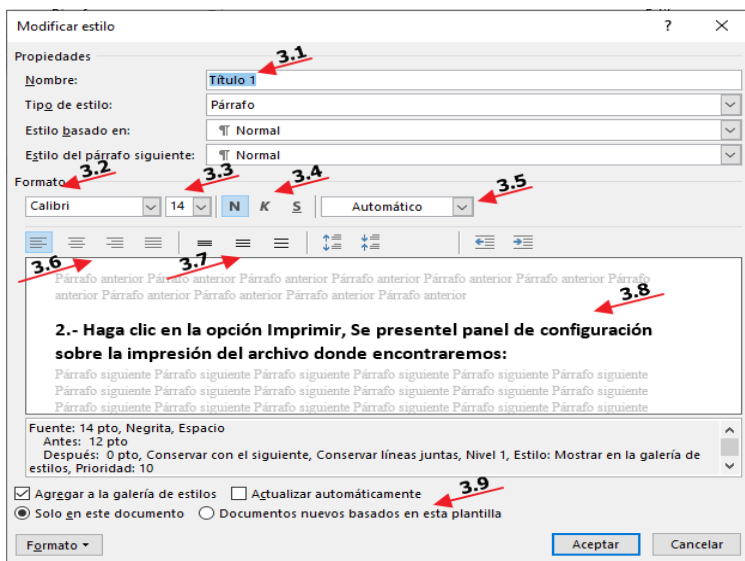 Modificar estilo ? ×
Propiedades
3.1
Nombre: Título 1
Tipo de estilo: Párrafo
Estilo basado en: ¶ Normal
Estilo del párrafo siguiente: ¶ Normal
Formato 3.2 3.3 3.4 3.5
Calibri 14 N K S Automático
3.6 3.7
Párrafo anterior Párrafo anterior Párrafo anterior Párrafo anterior Párrafo anterior Párrafo
anterior Párrafo anterior Párrafo anterior Párrafo anterior Párrafo anterior
3.8
2.- Haga clic en la opción Imprimir, Se presentel panel de configuración
sobre la impresión del archivo donde encontraremos:
Párrafo siguiente Párrafo siguiente Párrafo siguiente Párrafo siguiente Párrafo siguiente
Párrafo siguiente Párrafo siguiente Párrafo siguiente Párrafo siguiente Párrafo siguiente
Párrafo siguiente Párrafo siguiente Párrafo siguiente Párrafo siguiente Párrafo siguiente
Fuente: 14 pto, Negrita, Espacio
Antes: 12 pto
Después: 0 pto, Conservar con el siguiente, Conservar líneas juntas, Nivel 1, Estilo: Mostrar en la galería de
estilos, Prioridad: 10
Agregar a la galería de estilos Actualizar automáticamente 3.9
Solo en este documento Documentos nuevos basados en esta plantilla
Formato Aceptar Cancelar